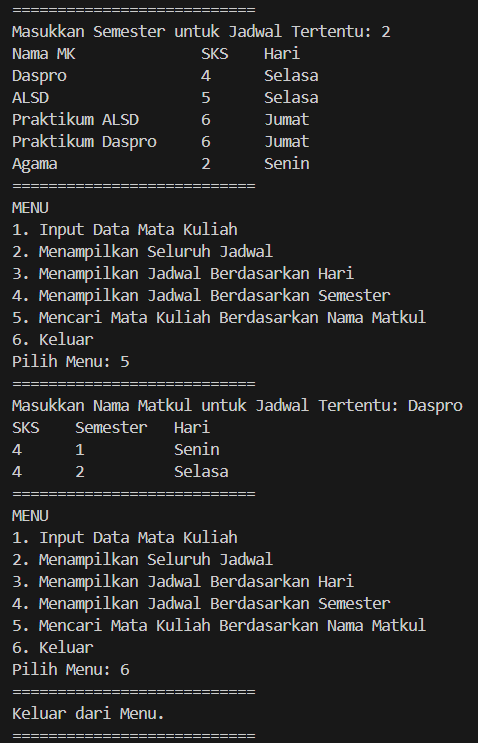 ===========================
Masukkan Semester untuk Jadwal Tertentu: 2
Nama MK              SKS    Hari
Daspro               4      Selasa
ALSD                 5      Selasa
Praktikum ALSD       6      Jumat
Praktikum Daspro     6      Jumat
Agama                2      Senin
===========================
MENU
1. Input Data Mata Kuliah
2. Menampilkan Seluruh Jadwal
3. Menampilkan Jadwal Berdasarkan Hari
4. Menampilkan Jadwal Berdasarkan Semester
5. Mencari Mata Kuliah Berdasarkan Nama Matkul
6. Keluar
Pilih Menu: 5
===========================
Masukkan Nama Matkul untuk Jadwal Tertentu: Daspro
SKS    Semester   Hari
4      1          Senin
4      2          Selasa
===========================
MENU
1. Input Data Mata Kuliah
2. Menampilkan Seluruh Jadwal
3. Menampilkan Jadwal Berdasarkan Hari
4. Menampilkan Jadwal Berdasarkan Semester
5. Mencari Mata Kuliah Berdasarkan Nama Matkul
6. Keluar
Pilih Menu: 6
===========================
Keluar dari Menu.
===========================